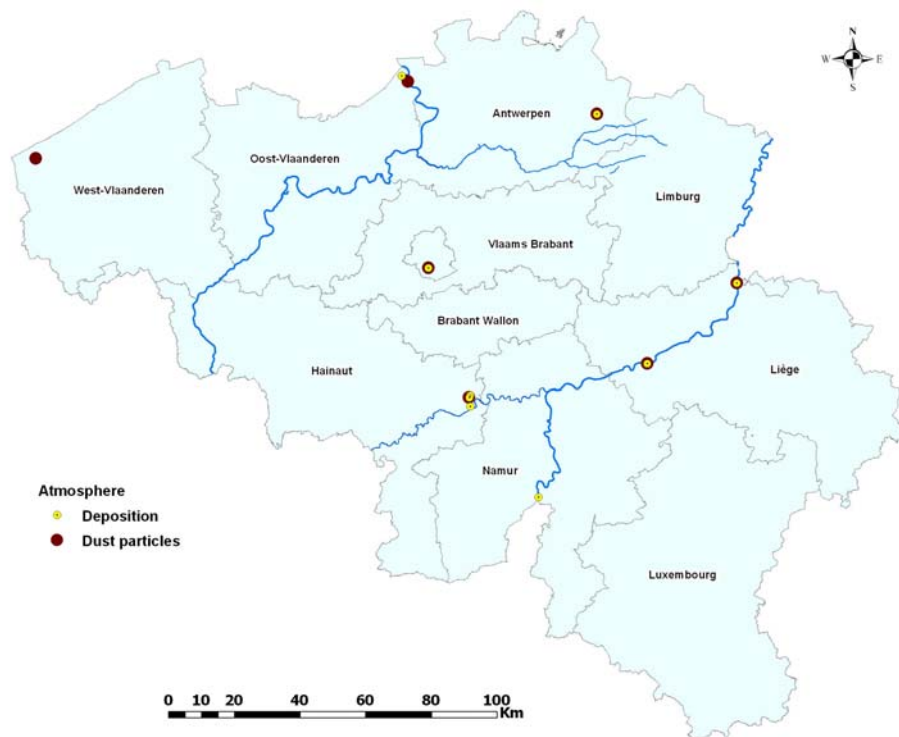 N
W E
S
Antwerpen
Oost-Vlaanderen
West-Vlaanderen
Limburg
Vlaams Brabant
Brabant Wallon
Hainaut
Liège
Namur
Atmosphere
Deposition
Dust particles
Luxembourg
0 10 20 40 60 80 100
Km